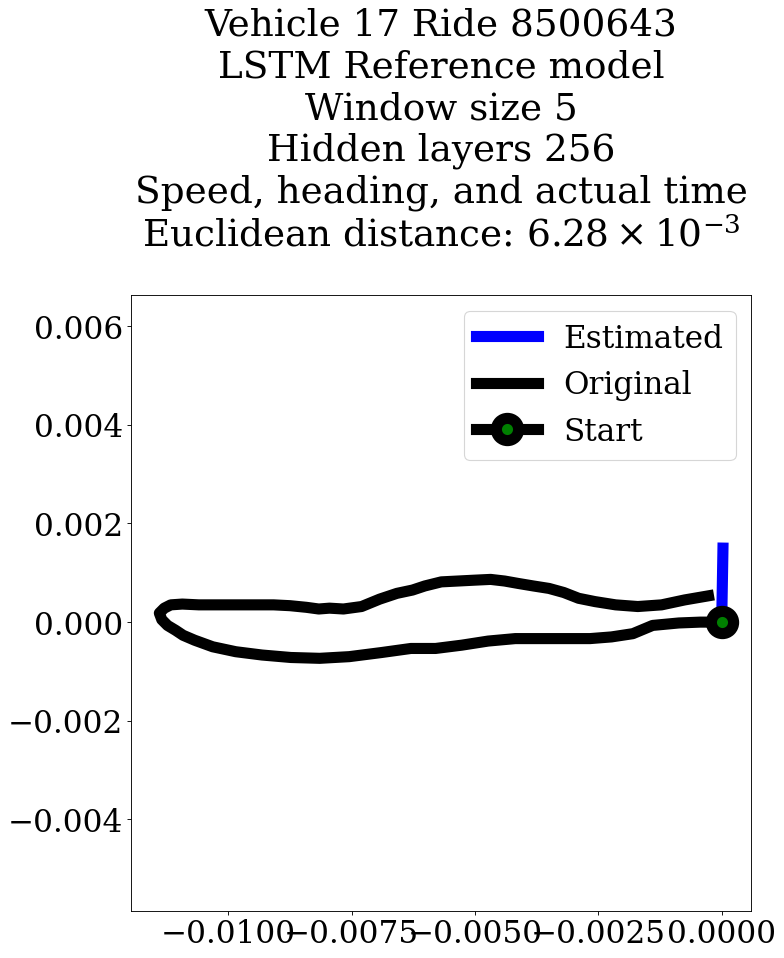 Vehicle 17 Ride 8500643
LSTM Reference model
Window size 5
Hidden layers 256
Speed, heading, and actual time
Euclidean distance: 6.28 × 10⁻³
Estimated
Original
Start
0.006
0.004
0.002
0.000
−0.002
−0.004
−0.0100 −0.0075 −0.0050 −0.0025 0.0000